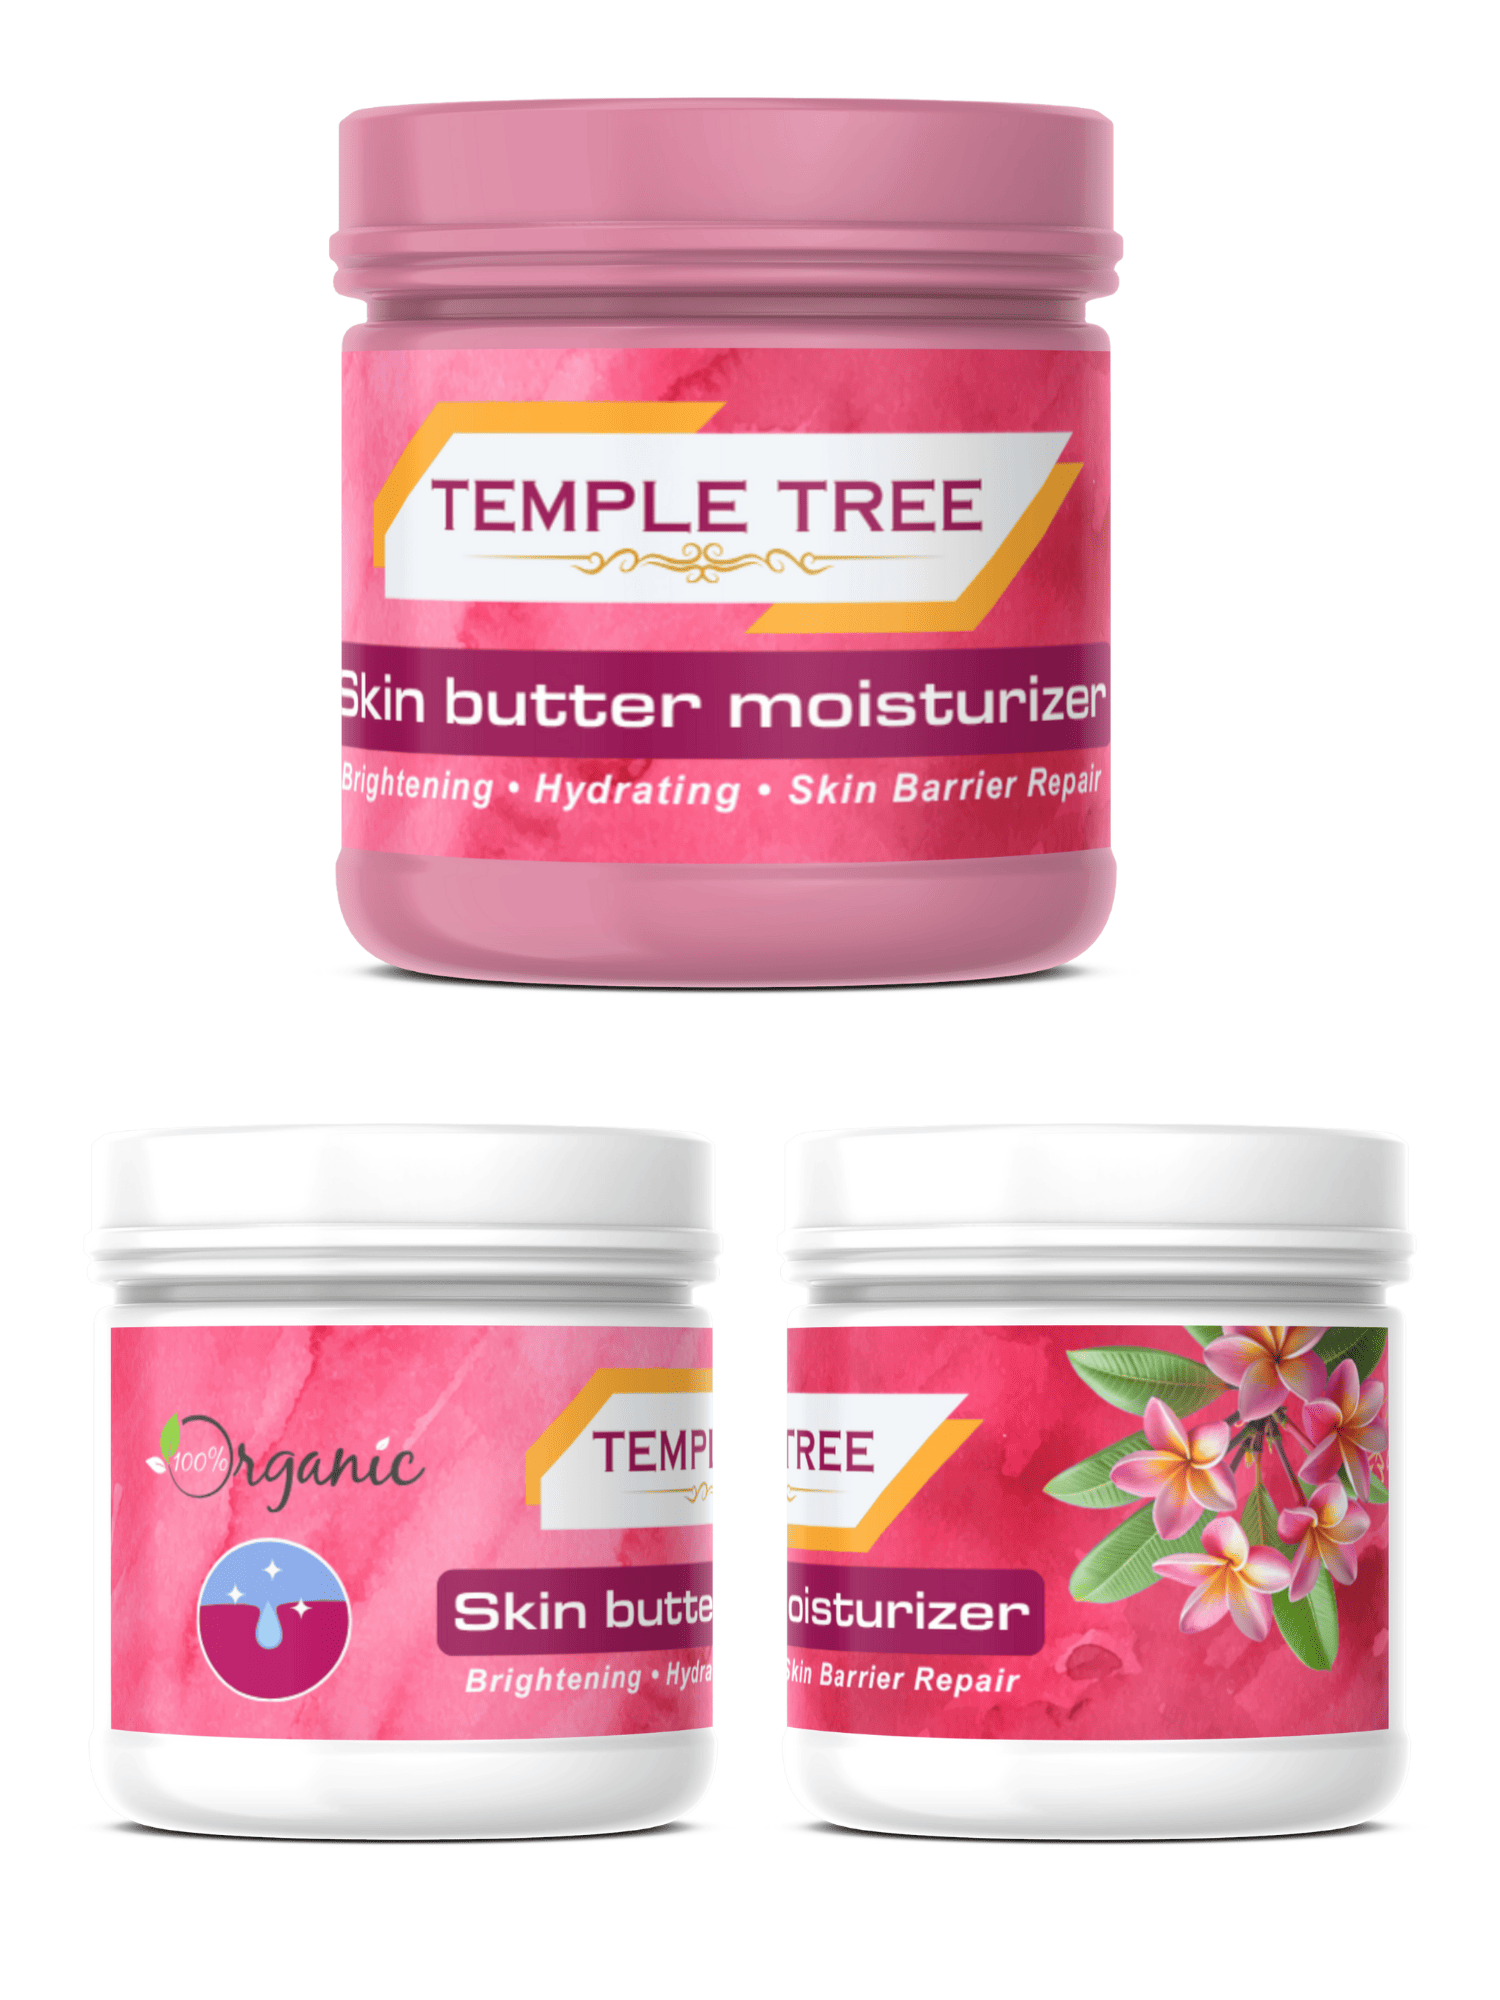 TEMPLE TREE
Skin butter moisturizer
Brightening • Hydrating • Skin Barrier Repair
100% Organic
TEMPL
Skin butte
Brightening • Hydra
TREE
oisturizer
Skin Barrier Repair